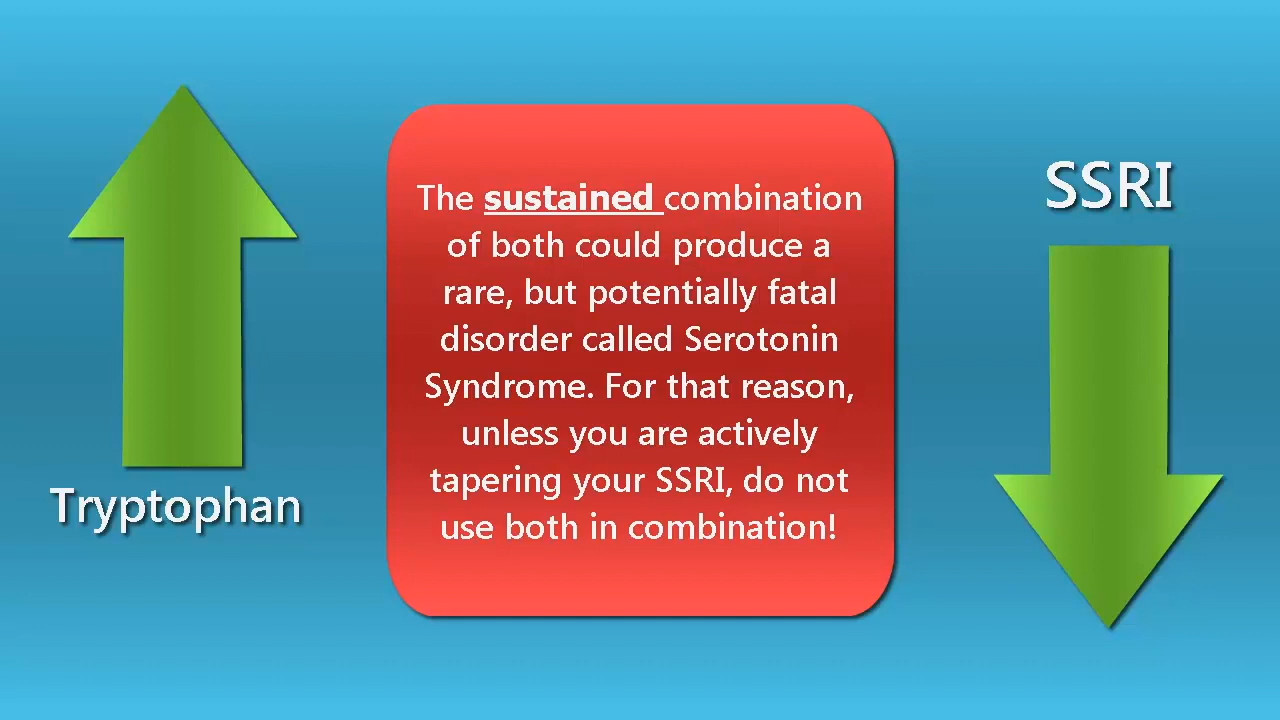 Tryptophan
The sustained combination
of both could produce a
rare, but potentially fatal
disorder called Serotonin
Syndrome. For that reason,
unless you are actively
tapering your SSRI, do not
use both in combination!
SSRI